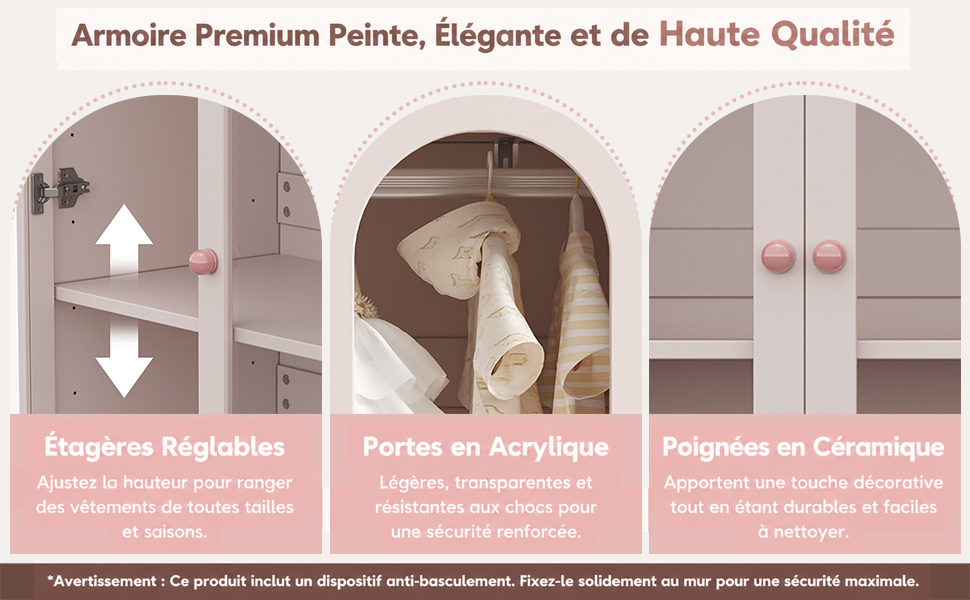 Armoire Premium Peinte, Élégante et de Haute Qualité
Étagères Réglables
Ajustez la hauteur pour ranger
des vêtements de toutes tailles
et saisons.
Portes en Acrylique
Légères, transparentes et
résistantes aux chocs pour
une sécurité renforcée.
Poignées en Céramique
Apportent une touche décorative
tout en étant durables et faciles
à nettoyer.
*Avertissement : Ce produit inclut un dispositif anti-basculement. Fixez-le solidement au mur pour une sécurité maximale.